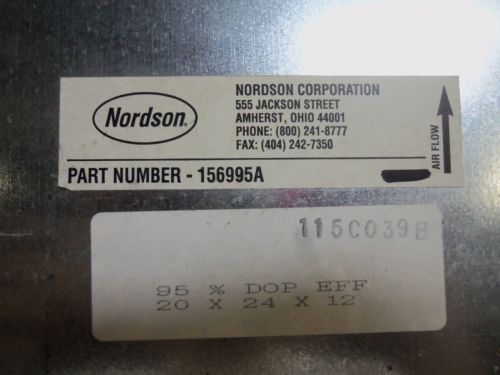 Nordson
NORDSON CORPORATION
555 JACKSON STREET
AMHERST, OHIO 44001
PHONE: (800) 241-8777
FAX: (404) 242-7350
AIR FLOW
PART NUMBER - 156995A
115C039B
95 % DOP EFF
20 X 24 X 12